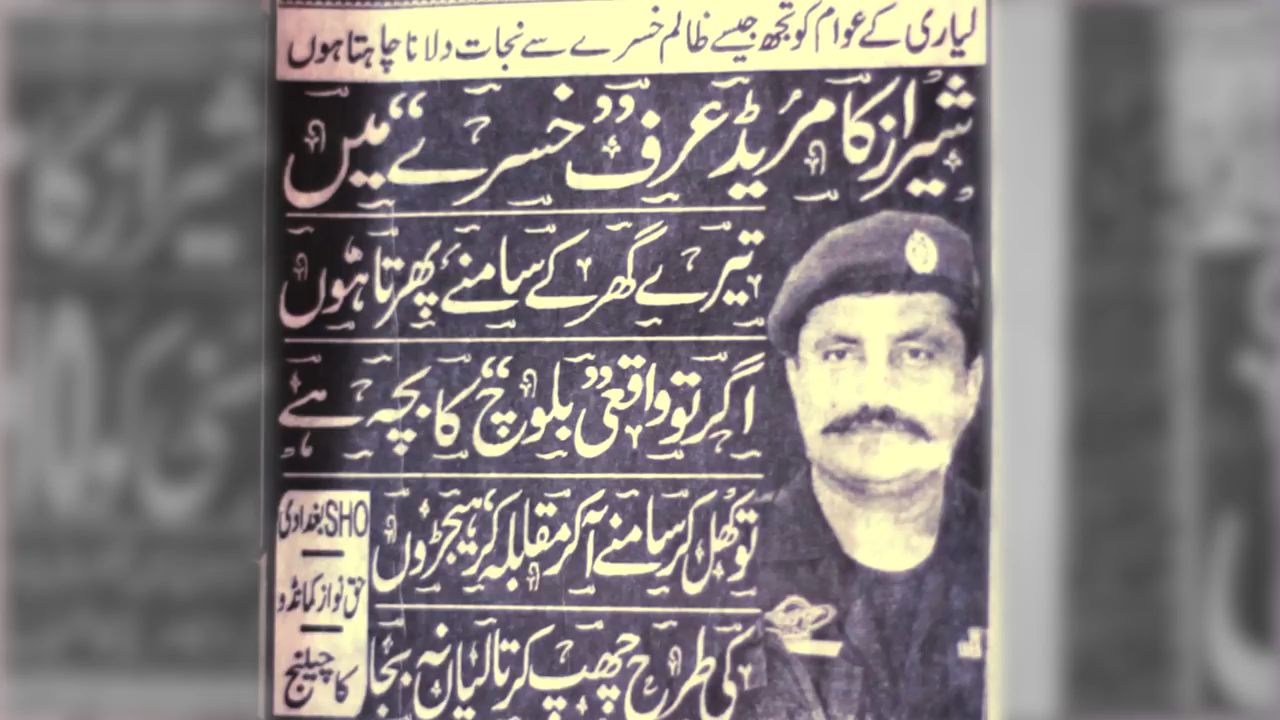 لیاری کے عوام کو تجھ جیسے ظالم خسرے سے نجات دلانا چاہتا ہوں
شیراز کامریڈ عرف ”خسرے“ میں
تیرے گھر کے سامنے پھرتا ہوں
اگر تو واقعی ”بلوچ“ کا بچہ ہے
تو کھل کر سامنے آ کر مقابلہ کر ہیجڑوں
کی طرح چھپ کر تالیاں نہ بجا
SHO بغدادی
حق نواز کمانڈو
کا چیلنج